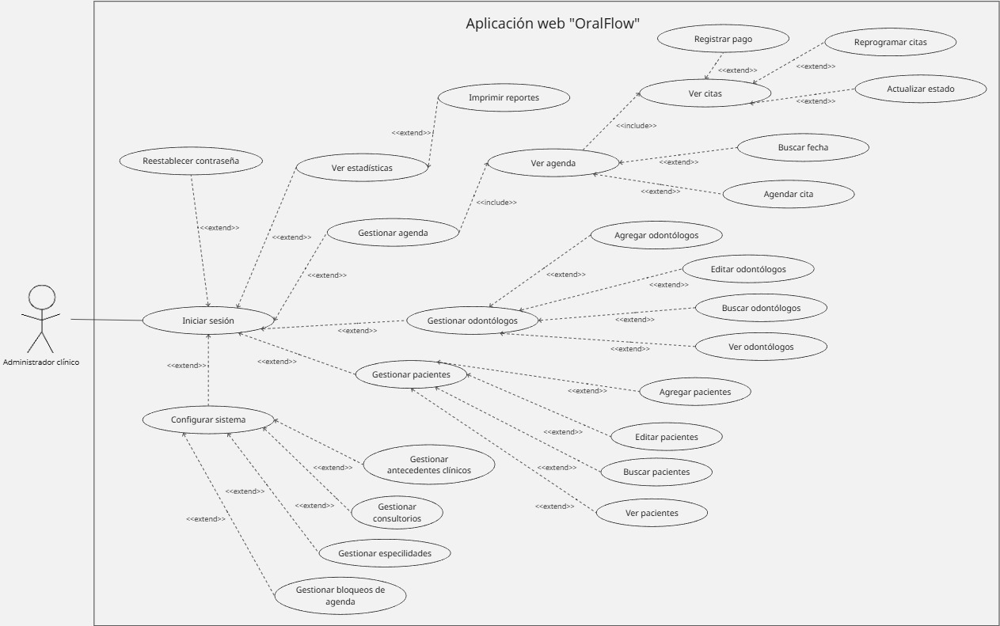 Aplicación web "OralFlow"
Registrar pago
Reprogramar citas
<<extend>>
<<extend>>
Ver citas
Actualizar estado
<<extend>>
Imprimir reportes
<<include>>
<<extend>>
Buscar fecha
Reestablecer contraseña
Ver estadísticas
Ver agenda
<<extend>>
<<extend>>
Agendar cita
<<include>>
<<extend>>
<<extend>>
Gestionar agenda
Agregar odontólogos
<<extend>>
<<extend>>
Editar odontólogos
<<extend>>
Buscar odontólogos
Iniciar sesión
Gestionar odontólogos
<<extend>>
<<extend>>
Ver odontólogos
<<extend>>
Administrador clínico
<<extend>>
<<extend>>
Gestionar pacientes
<<extend>>
Agregar pacientes
Configurar sistema
<<extend>>
Editar pacientes
Gestionar
antecedentes clínicos
<<extend>>
<<extend>>
Buscar pacientes
<<extend>>
<<extend>>
<<extend>>
Gestionar
consultorios
Ver pacientes
<<extend>>
Gestionar especilidades
Gestionar bloqueos de
agenda